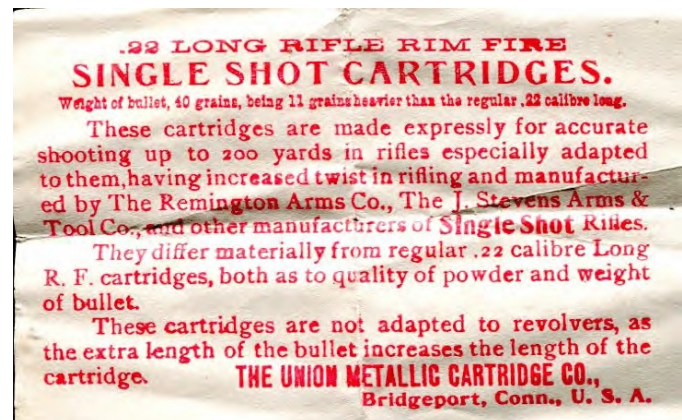 .22 LONG RIFLE RIM FIRE
SINGLE SHOT CARTRIDGES.
Weight of bullet, 40 grains, being 11 grains heavier than the regular .22 calibre long.
These cartridges are made expressly for accurate
shooting up to 200 yards in rifles especially adapted
to them, having increased twist in rifling and manufactur-
ed by The Remington Arms Co., The J. Stevens Arms &
Tool Co., and other manufacturers of Single Shot Rifles.
They differ materially from regular .22 calibre Long
R. F. cartridges, both as to quality of powder and weight
of bullet.
These cartridges are not adapted to revolvers, as
the extra length of the bullet increases the length of the
cartridge. THE UNION METALLIC CARTRIDGE CO.,
Bridgeport, Conn., U. S. A.